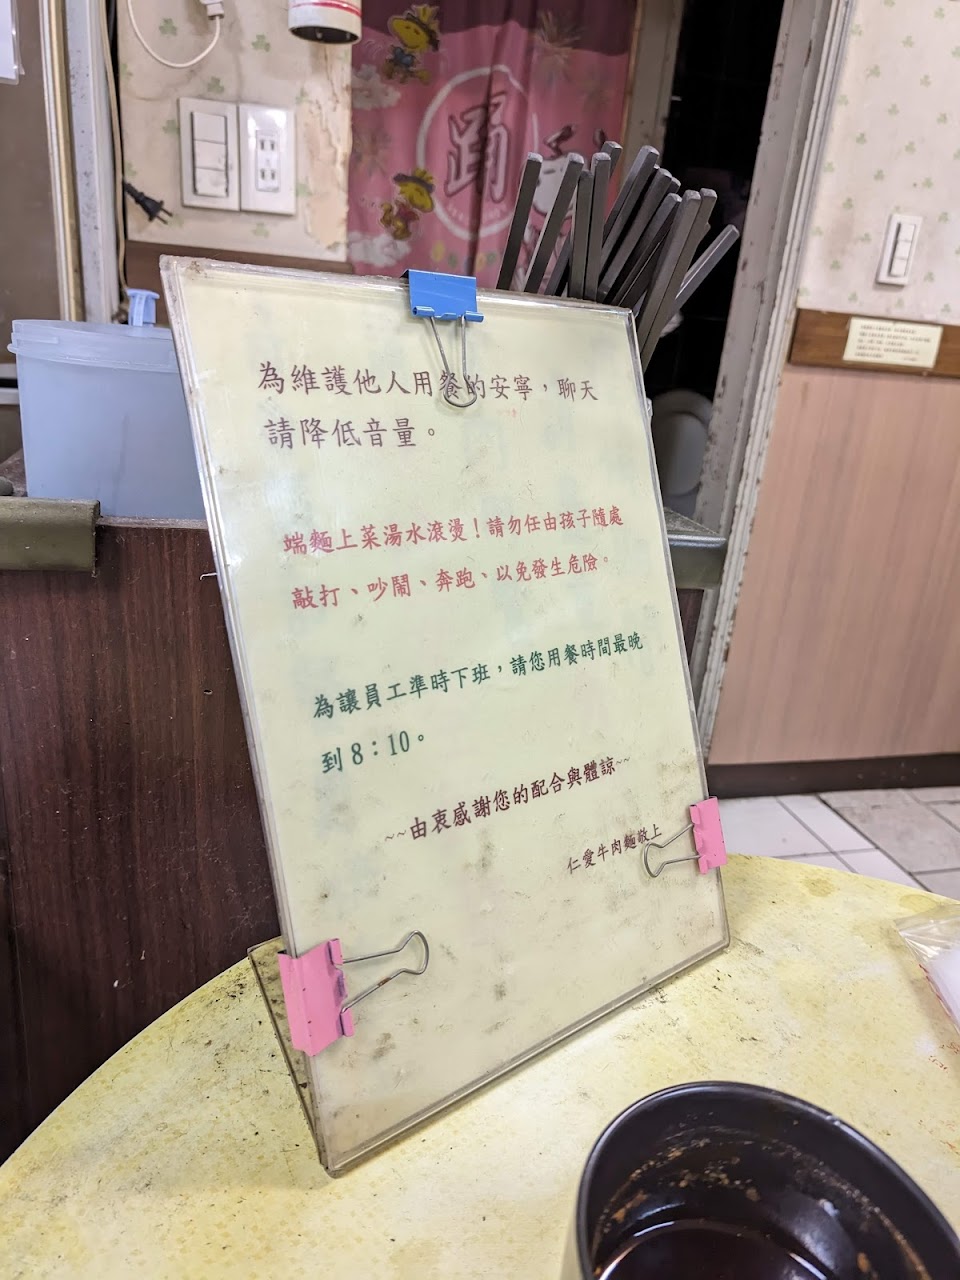 踊
為維護他人用餐的安寧，聊天
請降低音量。
端麵上菜湯水滾燙！請勿任由孩子隨處
敲打、吵鬧、奔跑、以免發生危險。
為讓員工準時下班，請您用餐時間最晚
到8：10。
~~由衷感謝您的配合與體諒~~
仁愛牛肉麵敬上